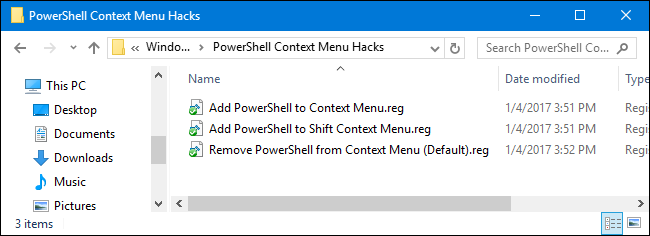 PowerShell Context Menu Hacks
« Windo... > PowerShell Context Menu Hacks
Search PowerShell Co...
Name Date modified Type
This PC
Desktop
Documents
Downloads
Music
Pictures
Add PowerShell to Context Menu.reg 1/4/2017 3:51 PM Regi
Add PowerShell to Shift Context Menu.reg 1/4/2017 3:51 PM Regi
Remove PowerShell from Context Menu (Default).reg 1/4/2017 3:52 PM Regi
3 items